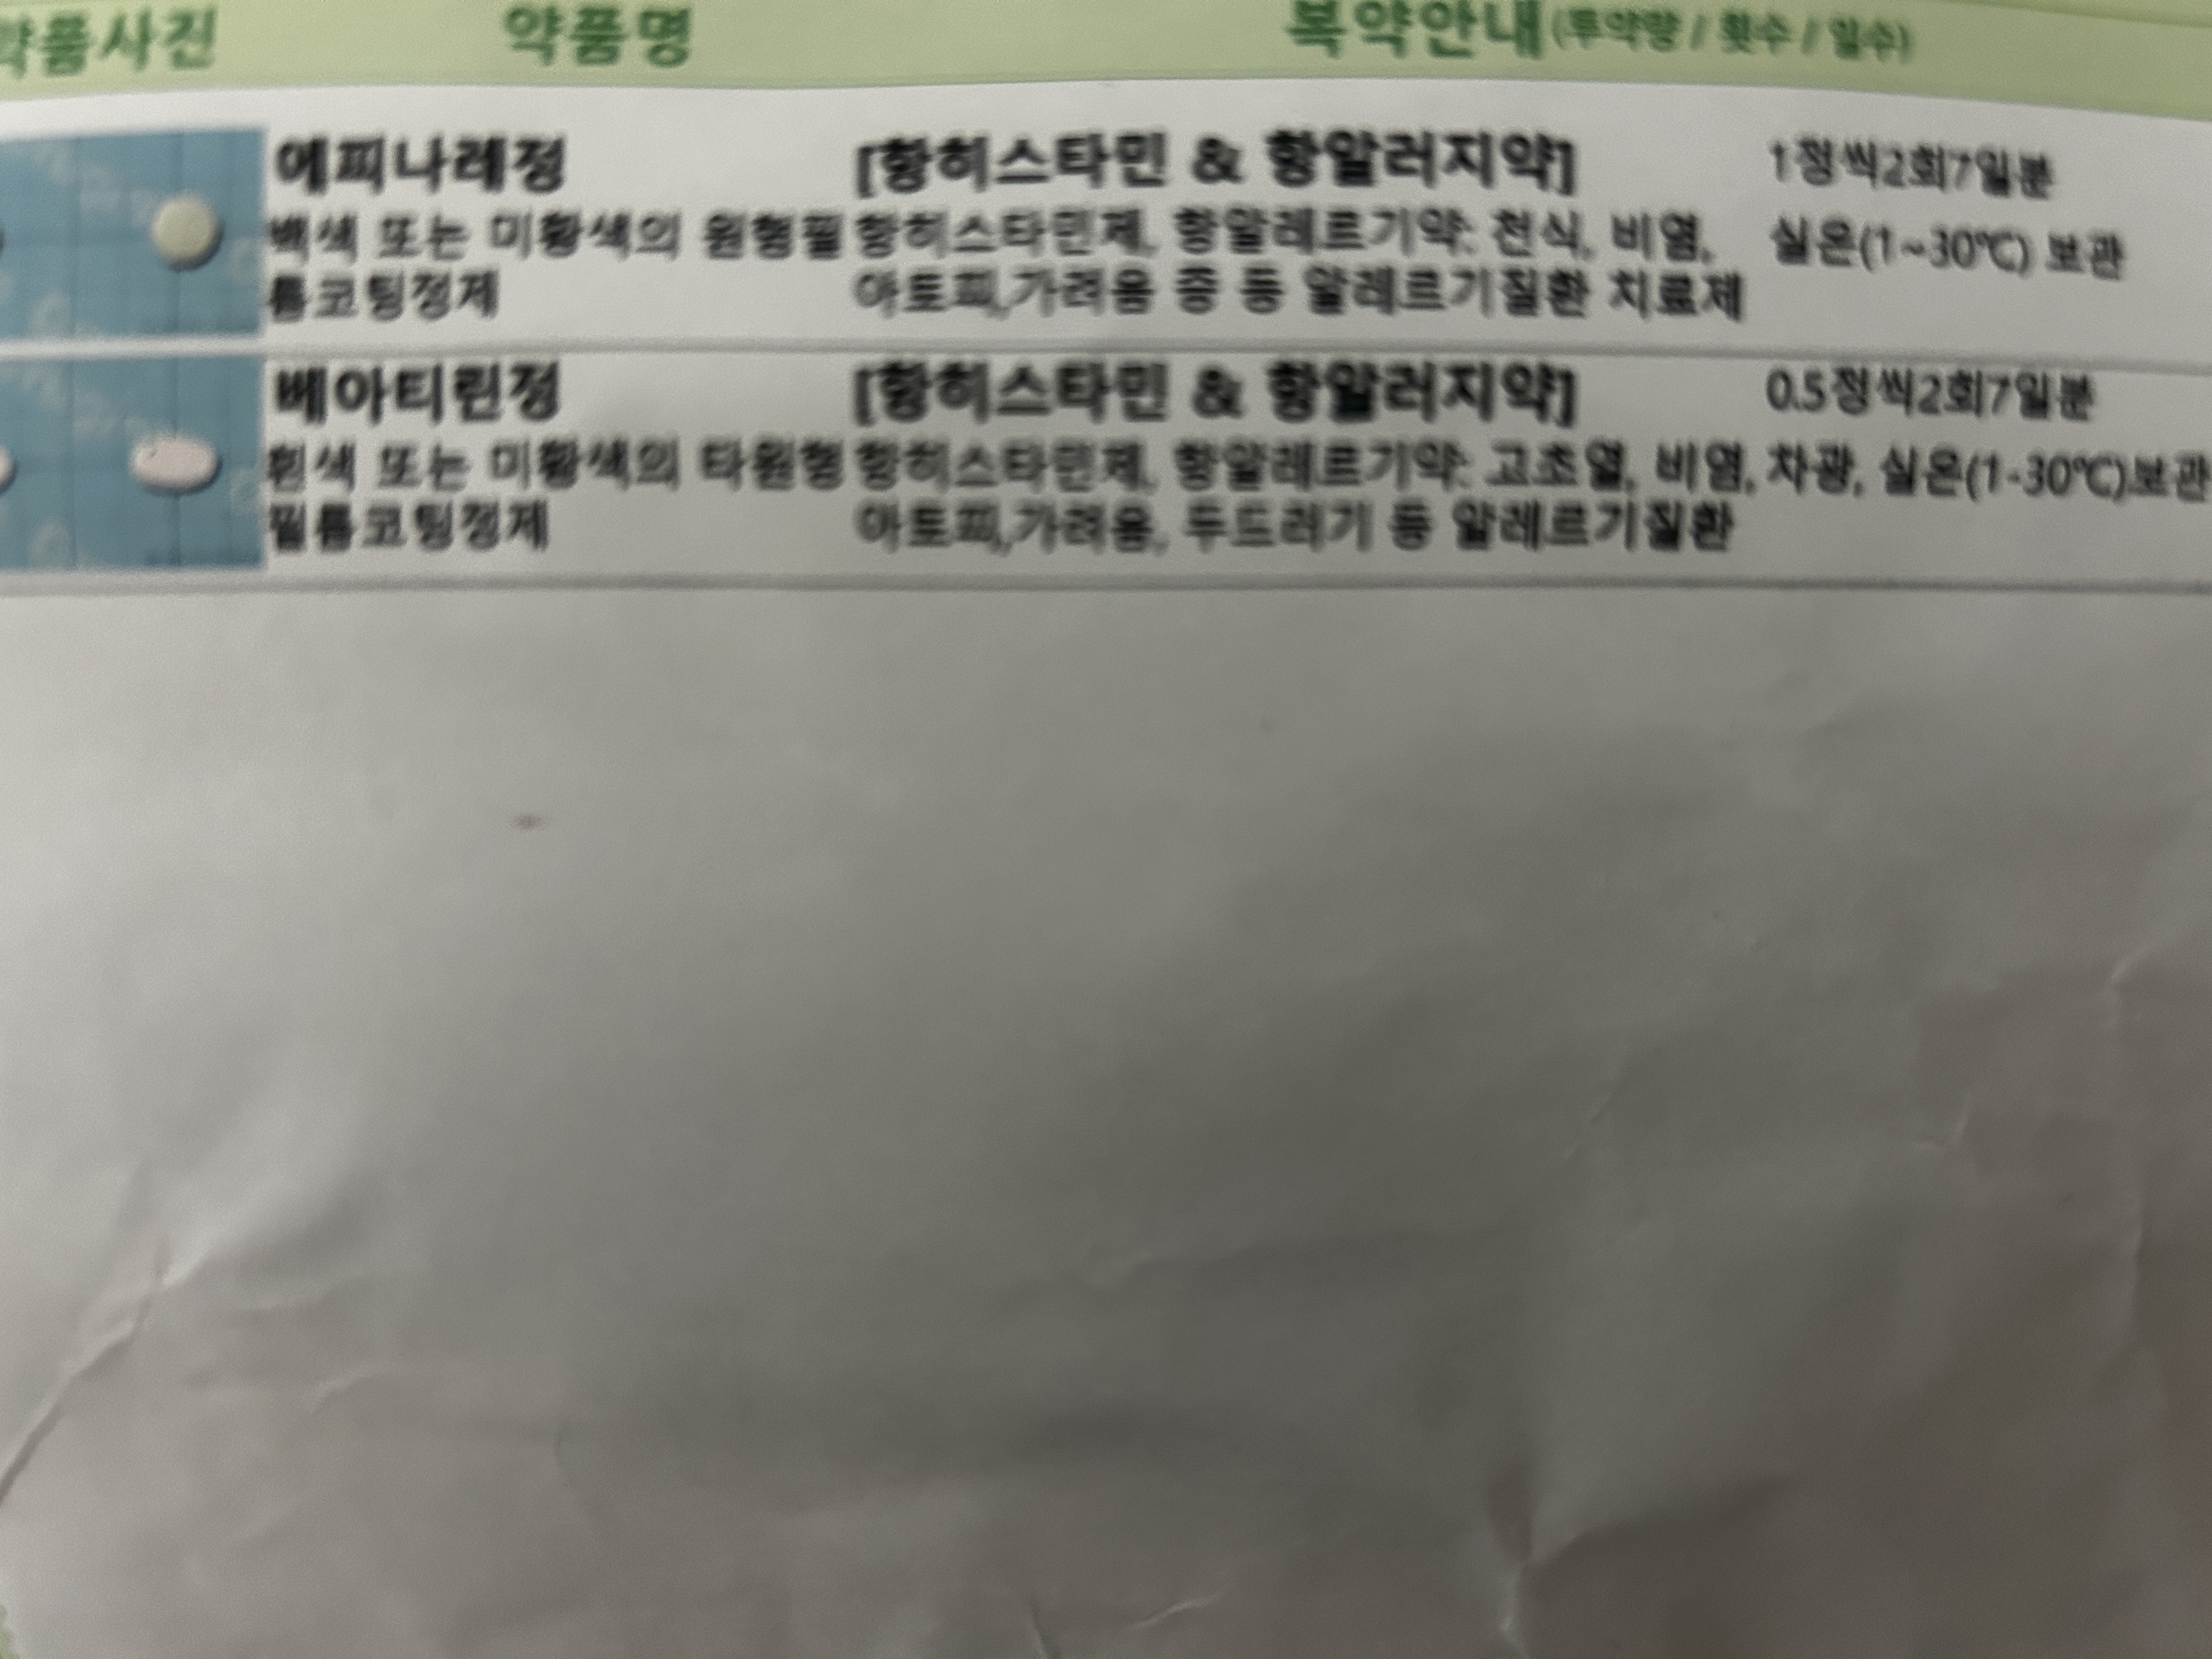 약품사진 약품명 복약안내(투약량 / 횟수 / 일수)
에피나레정 [항히스타민 & 항알러지약] 1정씩2회7일분
백색 또는 미황색의 원형필 항히스타민제, 항알레르기약: 천식, 비염, 실온(1~30℃) 보관
름코팅정제 아토피,가려움 증 등 알레르기질환 치료제
베아티린정 [항히스타민 & 항알러지약] 0.5정씩2회7일분
흰색 또는 미황색의 타원형 항히스타민제, 항알레르기약: 고초열, 비염, 차광, 실온(1-30℃)보관
필름코팅정제 아토피,가려움, 두드러기 등 알레르기질환